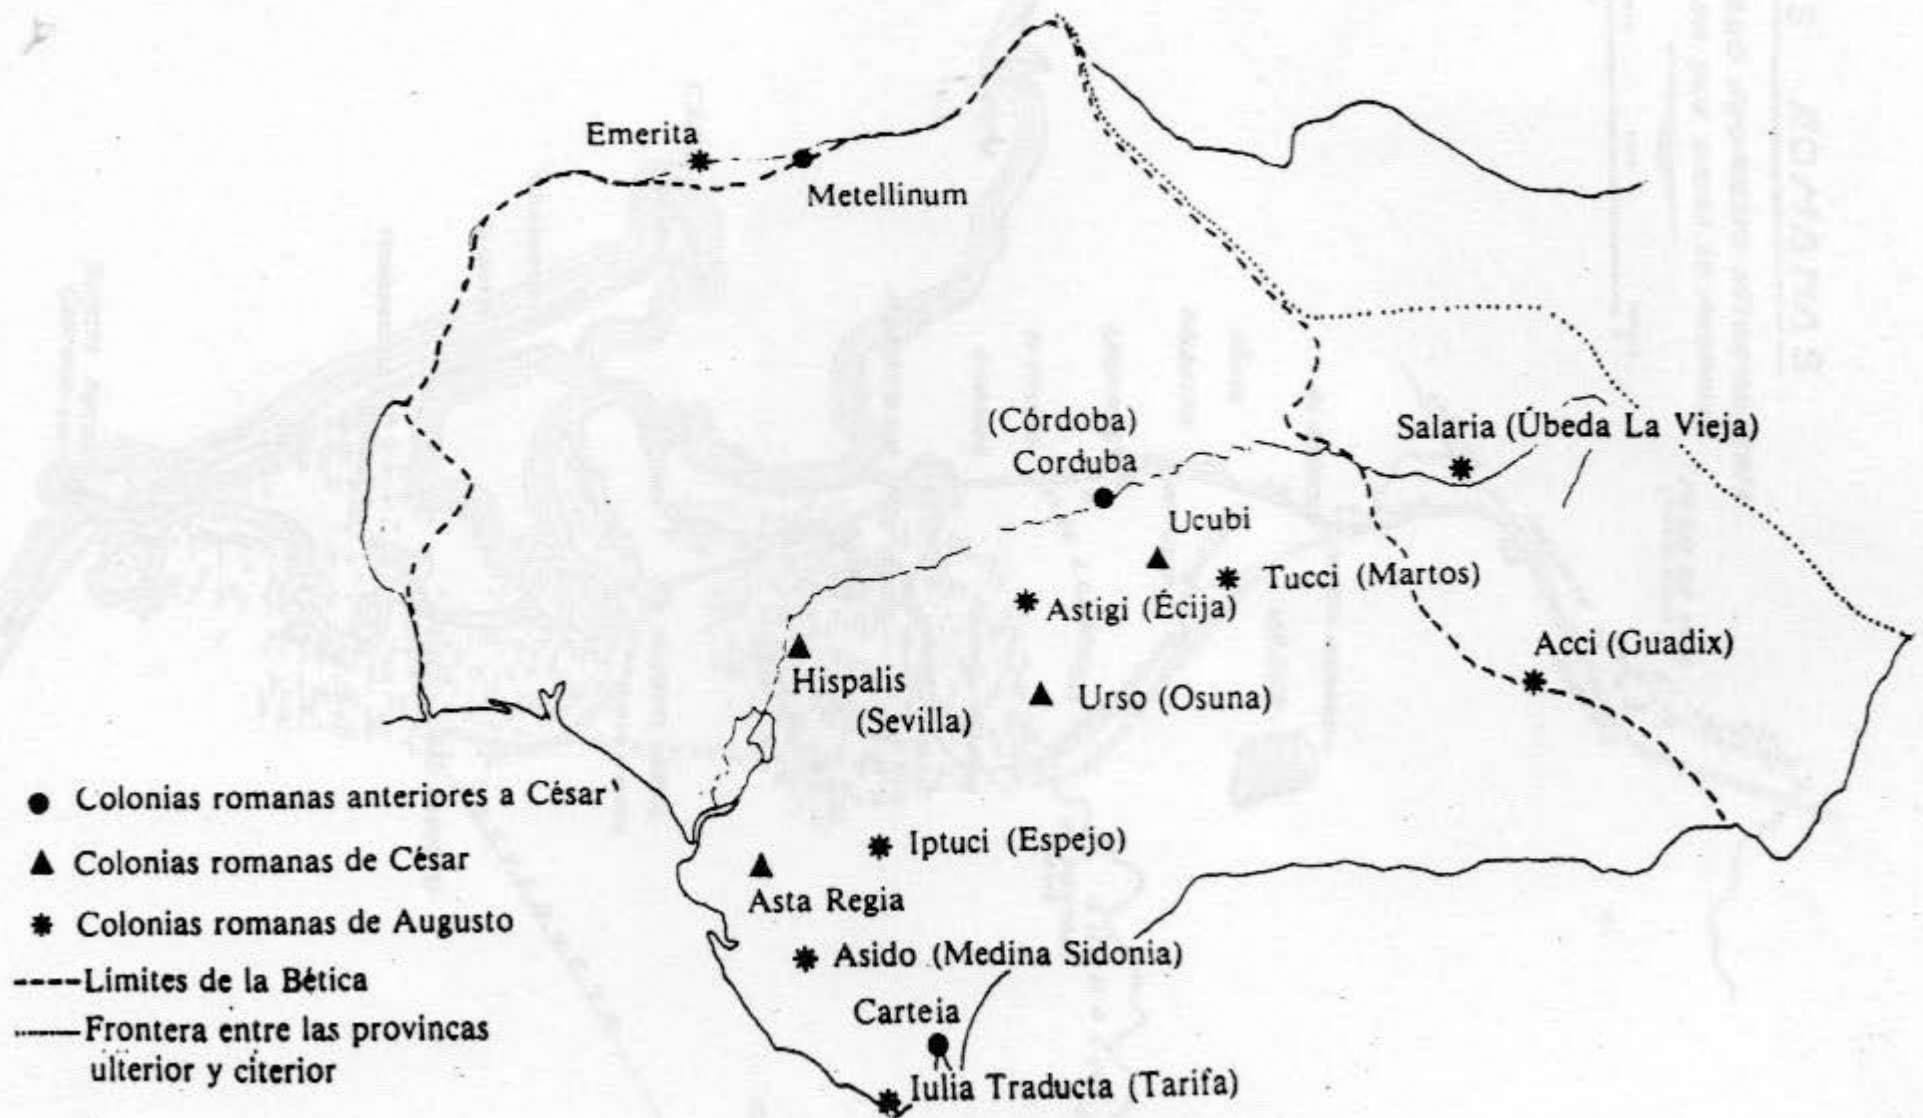 Emerita
Metellinum
(Córdoba)
Corduba
Salaria (Úbeda La Vieja)
Ucubi
Tucci (Martos)
Astigi (Écija)
Acci (Guadix)
Hispalis
(Sevilla)
Urso (Osuna)
Iptuci (Espejo)
Asta Regia
Asido (Medina Sidonia)
Carteia
Iulia Traducta (Tarifa)
Colonias romanas anteriores a César
Colonias romanas de César
Colonias romanas de Augusto
Límites de la Bética
Frontera entre las provincas
ulterior y citerior
ROMANAS